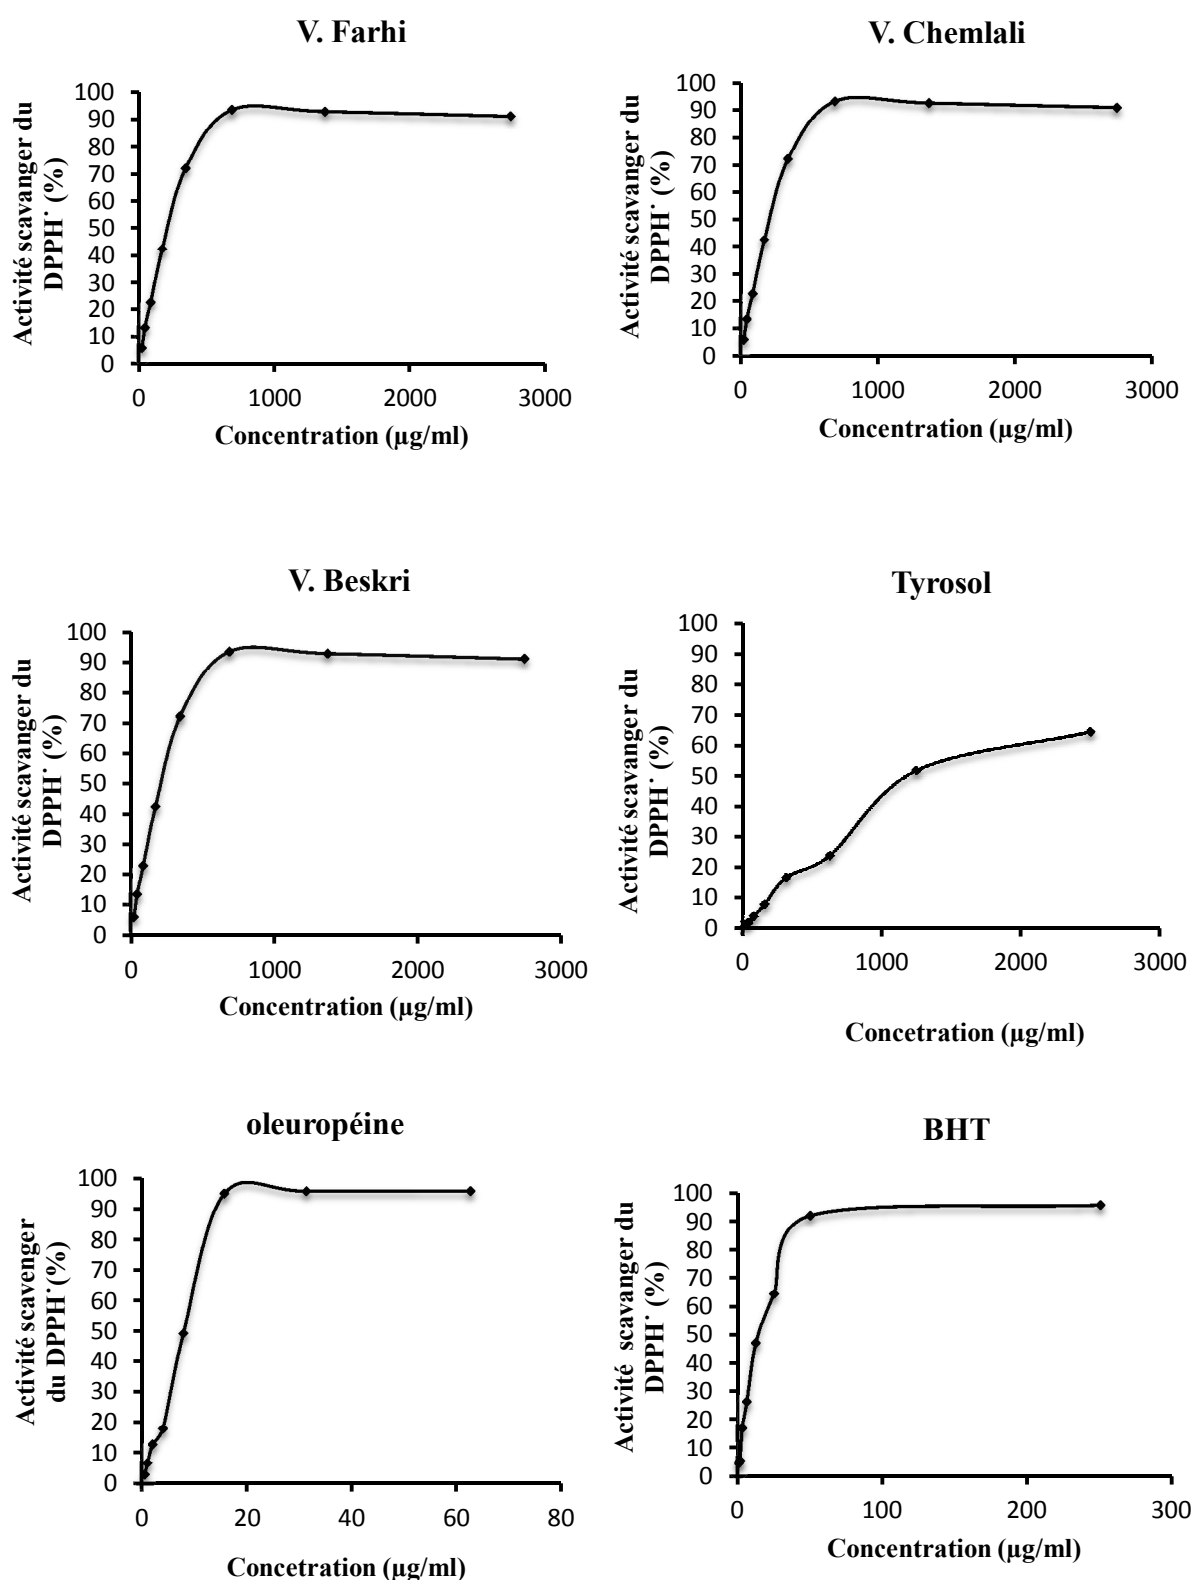 V. Farhi
Activité scavanger du
DPPH˙ (%)
100
90
80
70
60
50
40
30
20
10
0
0 1000 2000 3000
Concentration (µg/ml)
V. Chemlali
Activité scavanger du
DPPH˙ (%)
100
90
80
70
60
50
40
30
20
10
0
0 1000 2000 3000
Concentration (µg/ml)
V. Beskri
Activité scavanger du
DPPH˙ (%)
100
90
80
70
60
50
40
30
20
10
0
0 1000 2000 3000
Concentration (µg/ml)
Tyrosol
Activité scavanger du
DPPH˙ (%)
100
90
80
70
60
50
40
30
20
10
0
0 1000 2000 3000
Concetration (µg/ml)
oleuropéine
Activité scavenger
du DPPH˙(%)
100
90
80
70
60
50
40
30
20
10
0
0 20 40 60 80
Concetration (µg/ml)
BHT
Activité scavanger du
DPPH˙ (%)
100
90
80
70
60
50
40
30
20
10
0
0 100 200 300
Concentration (µg/ml)